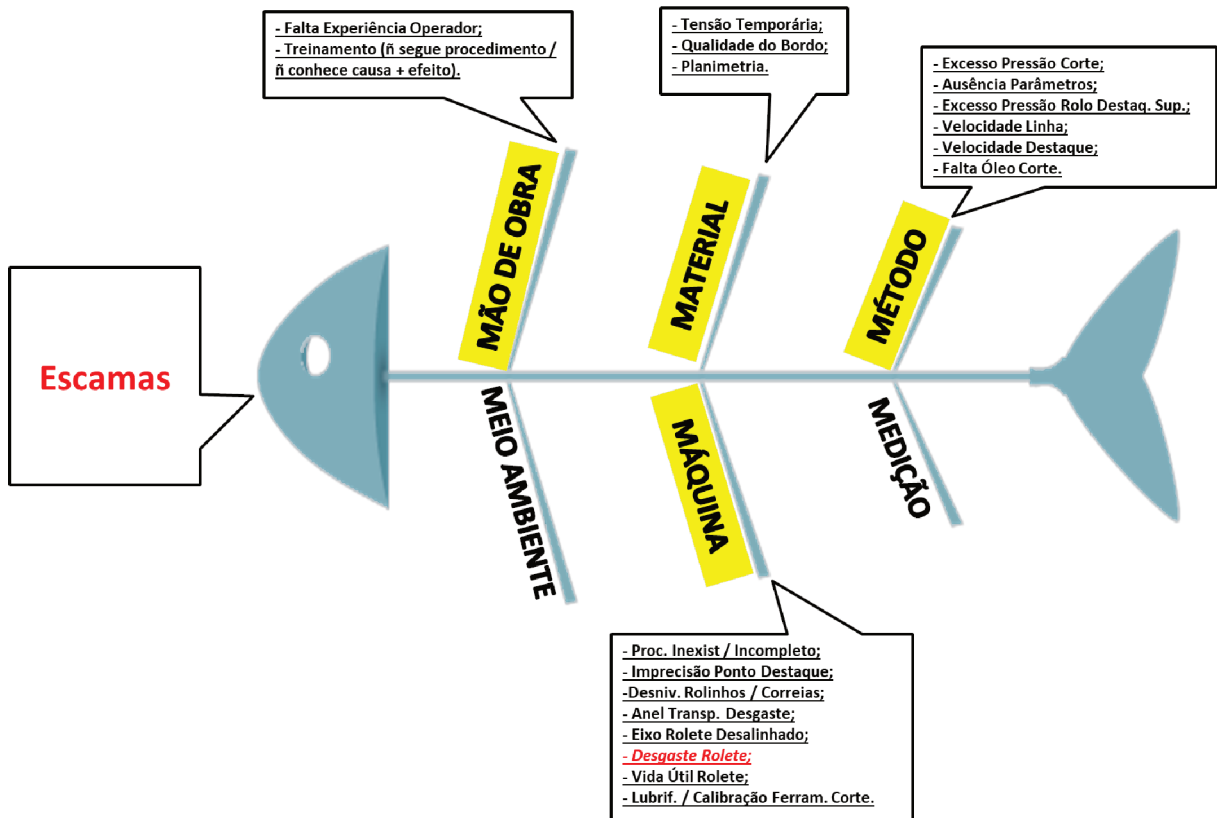 - Falta Experiência Operador;
- Treinamento (ñ segue procedimento /
ñ conhece causa + efeito).
- Tensão Temporária;
- Qualidade do Bordo;
- Planimetria.
- Excesso Pressão Corte;
- Ausência Parâmetros;
- Excesso Pressão Rolo Destaq. Sup.;
- Velocidade Linha;
- Velocidade Destaque;
- Falta Óleo Corte.
MÃO DE OBRA
MATERIAL
MÉTODO
Escamas
MEIO AMBIENTE
MÁQUINA
MEDIÇÃO
- Proc. Inexist / Incompleto;
- Imprecisão Ponto Destaque;
-Desniv. Rolinhos / Correias;
- Anel Transp. Desgaste;
- Eixo Rolete Desalinhado;
- Desgaste Rolete;
- Vida Útil Rolete;
- Lubrif. / Calibração Ferram. Corte.